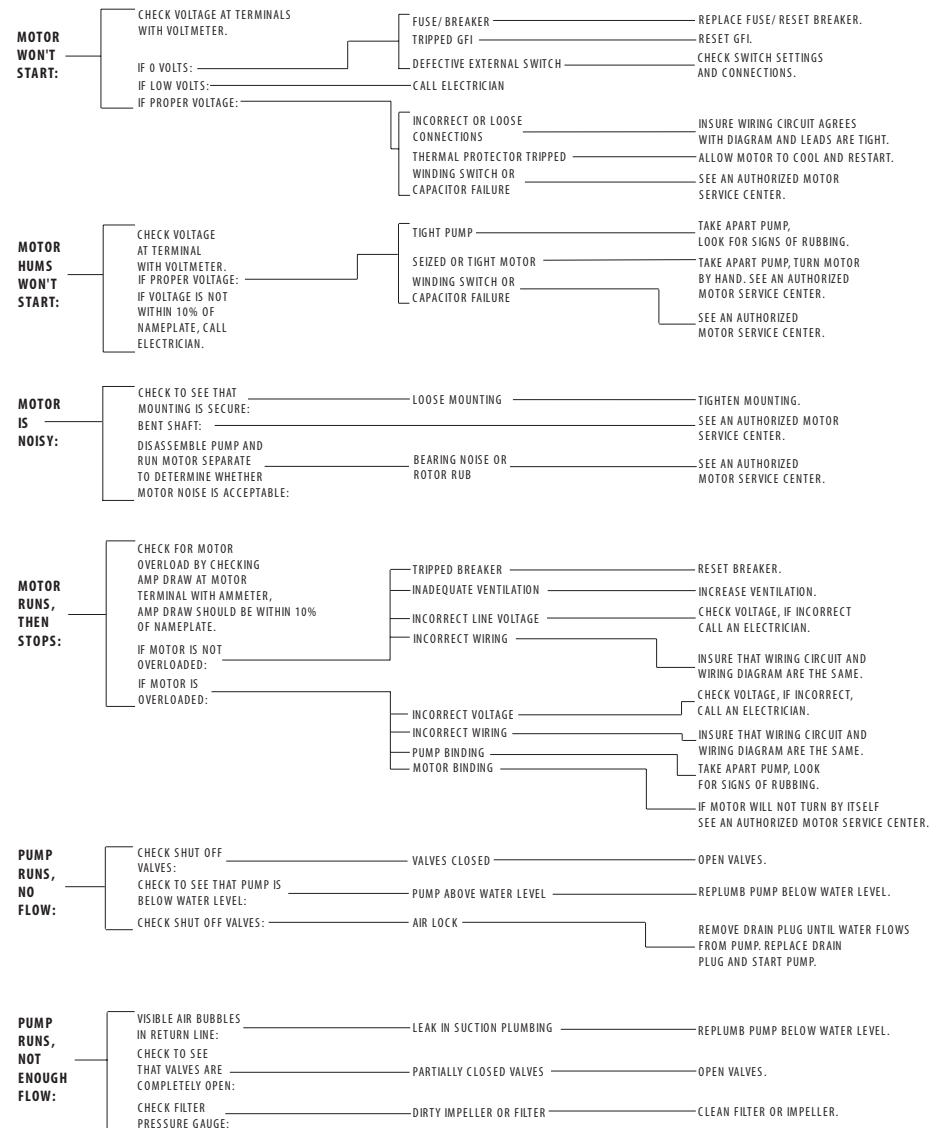 MOTOR
WON'T
START:
CHECK VOLTAGE AT TERMINALS
WITH VOLTMETER.
IF 0 VOLTS:
FUSE/ BREAKER
REPLACE FUSE/ RESET BREAKER.
TRIPPED GFI
RESET GFI.
DEFECTIVE EXTERNAL SWITCH
CHECK SWITCH SETTINGS
AND CONNECTIONS.
IF LOW VOLTS:
CALL ELECTRICIAN
IF PROPER VOLTAGE:
INCORRECT OR LOOSE
CONNECTIONS
INSURE WIRING CIRCUIT AGREES
WITH DIAGRAM AND LEADS ARE TIGHT.
THERMAL PROTECTOR TRIPPED
ALLOW MOTOR TO COOL AND RESTART.
WINDING SWITCH OR
CAPACITOR FAILURE
SEE AN AUTHORIZED MOTOR
SERVICE CENTER.
MOTOR
HUMS
WON'T
START:
CHECK VOLTAGE
AT TERMINAL
WITH VOLTMETER.
IF PROPER VOLTAGE:
IF VOLTAGE IS NOT
WITHIN 10% OF
NAMEPLATE, CALL
ELECTRICIAN.
TIGHT PUMP
TAKE APART PUMP,
LOOK FOR SIGNS OF RUBBING.
SEIZED OR TIGHT MOTOR
TAKE APART PUMP, TURN MOTOR
BY HAND. SEE AN AUTHORIZED
MOTOR SERVICE CENTER.
WINDING SWITCH OR
CAPACITOR FAILURE
SEE AN AUTHORIZED
MOTOR SERVICE CENTER.
MOTOR
IS
NOISY:
CHECK TO SEE THAT
MOUNTING IS SECURE:
LOOSE MOUNTING
TIGHTEN MOUNTING.
BENT SHAFT:
SEE AN AUTHORIZED MOTOR
SERVICE CENTER.
DISASSEMBLE PUMP AND
RUN MOTOR SEPARATE
TO DETERMINE WHETHER
MOTOR NOISE IS ACCEPTABLE:
BEARING NOISE OR
ROTOR RUB
SEE AN AUTHORIZED
MOTOR SERVICE CENTER.
MOTOR
RUNS,
THEN
STOPS:
CHECK FOR MOTOR
OVERLOAD BY CHECKING
AMP DRAW AT MOTOR
TERMINAL WITH AMMETER,
AMP DRAW SHOULD BE WITHIN 10%
OF NAMEPLATE.
IF MOTOR IS NOT
OVERLOADED:
TRIPPED BREAKER
RESET BREAKER.
INADEQUATE VENTILATION
INCREASE VENTILATION.
INCORRECT LINE VOLTAGE
CHECK VOLTAGE, IF INCORRECT
CALL AN ELECTRICIAN.
INCORRECT WIRING
INSURE THAT WIRING CIRCUIT AND
WIRING DIAGRAM ARE THE SAME.
IF MOTOR IS
OVERLOADED:
INCORRECT VOLTAGE
CHECK VOLTAGE, IF INCORRECT,
CALL AN ELECTRICIAN.
INCORRECT WIRING
INSURE THAT WIRING CIRCUIT AND
WIRING DIAGRAM ARE THE SAME.
PUMP BINDING
TAKE APART PUMP, LOOK
FOR SIGNS OF RUBBING.
MOTOR BINDING
IF MOTOR WILL NOT TURN BY ITSELF
SEE AN AUTHORIZED MOTOR SERVICE CENTER.
PUMP
RUNS,
NO
FLOW:
CHECK SHUT OFF
VALVES:
VALVES CLOSED
OPEN VALVES.
CHECK TO SEE THAT PUMP IS
BELOW WATER LEVEL:
PUMP ABOVE WATER LEVEL
REPLUMB PUMP BELOW WATER LEVEL.
CHECK SHUT OFF VALVES:
AIR LOCK
REMOVE DRAIN PLUG UNTIL WATER FLOWS
FROM PUMP. REPLACE DRAIN
PLUG AND START PUMP.
PUMP
RUNS,
NOT
ENOUGH
FLOW:
VISIBLE AIR BUBBLES
IN RETURN LINE:
LEAK IN SUCTION PLUMBING
REPLUMB PUMP BELOW WATER LEVEL.
CHECK TO SEE
THAT VALVES ARE
COMPLETELY OPEN:
PARTIALLY CLOSED VALVES
OPEN VALVES.
CHECK FILTER
PRESSURE GAUGE:
DIRTY IMPELLER OR FILTER
CLEAN FILTER OR IMPELLER.